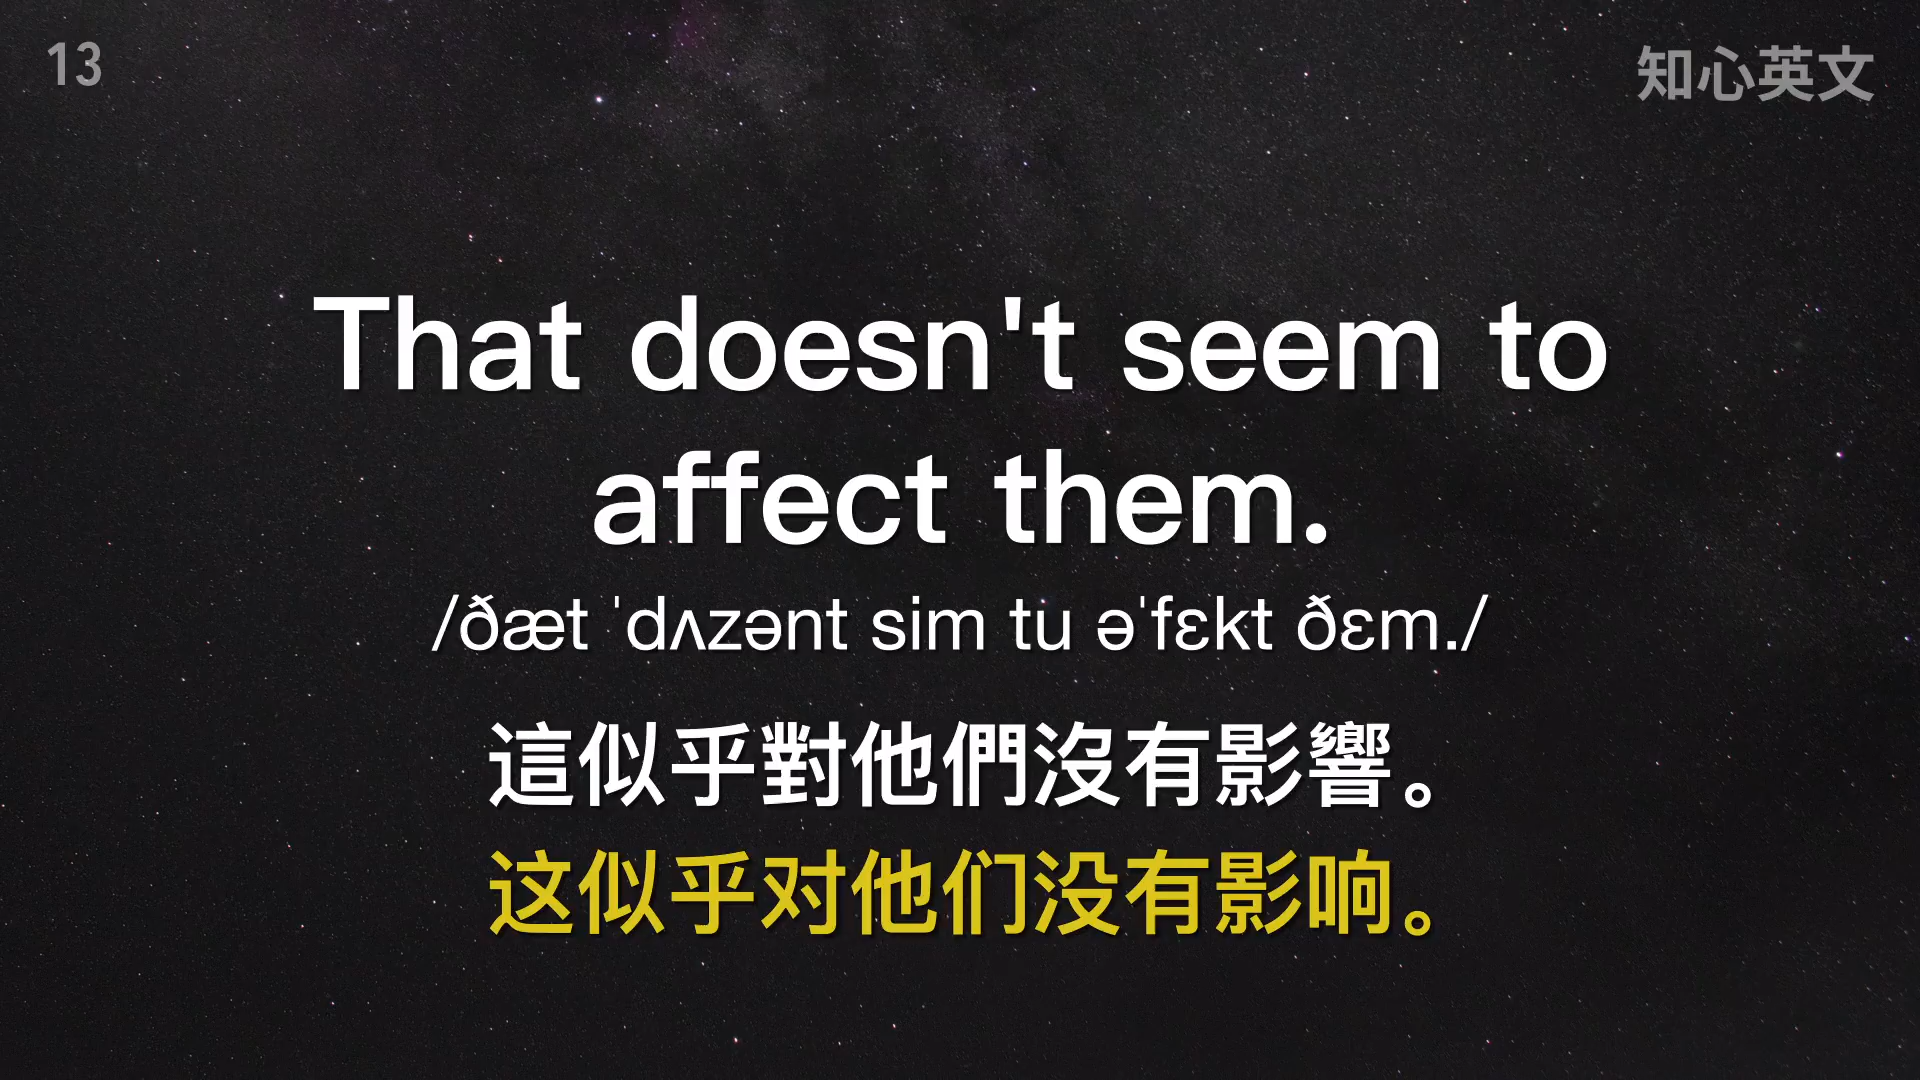 13
知心英文
That doesn't seem to
affect them.
/ðæt ˈdʌzənt sim tu əˈfɛkt ðɛm./
這似乎對他們沒有影響。
这似乎对他们没有影响。